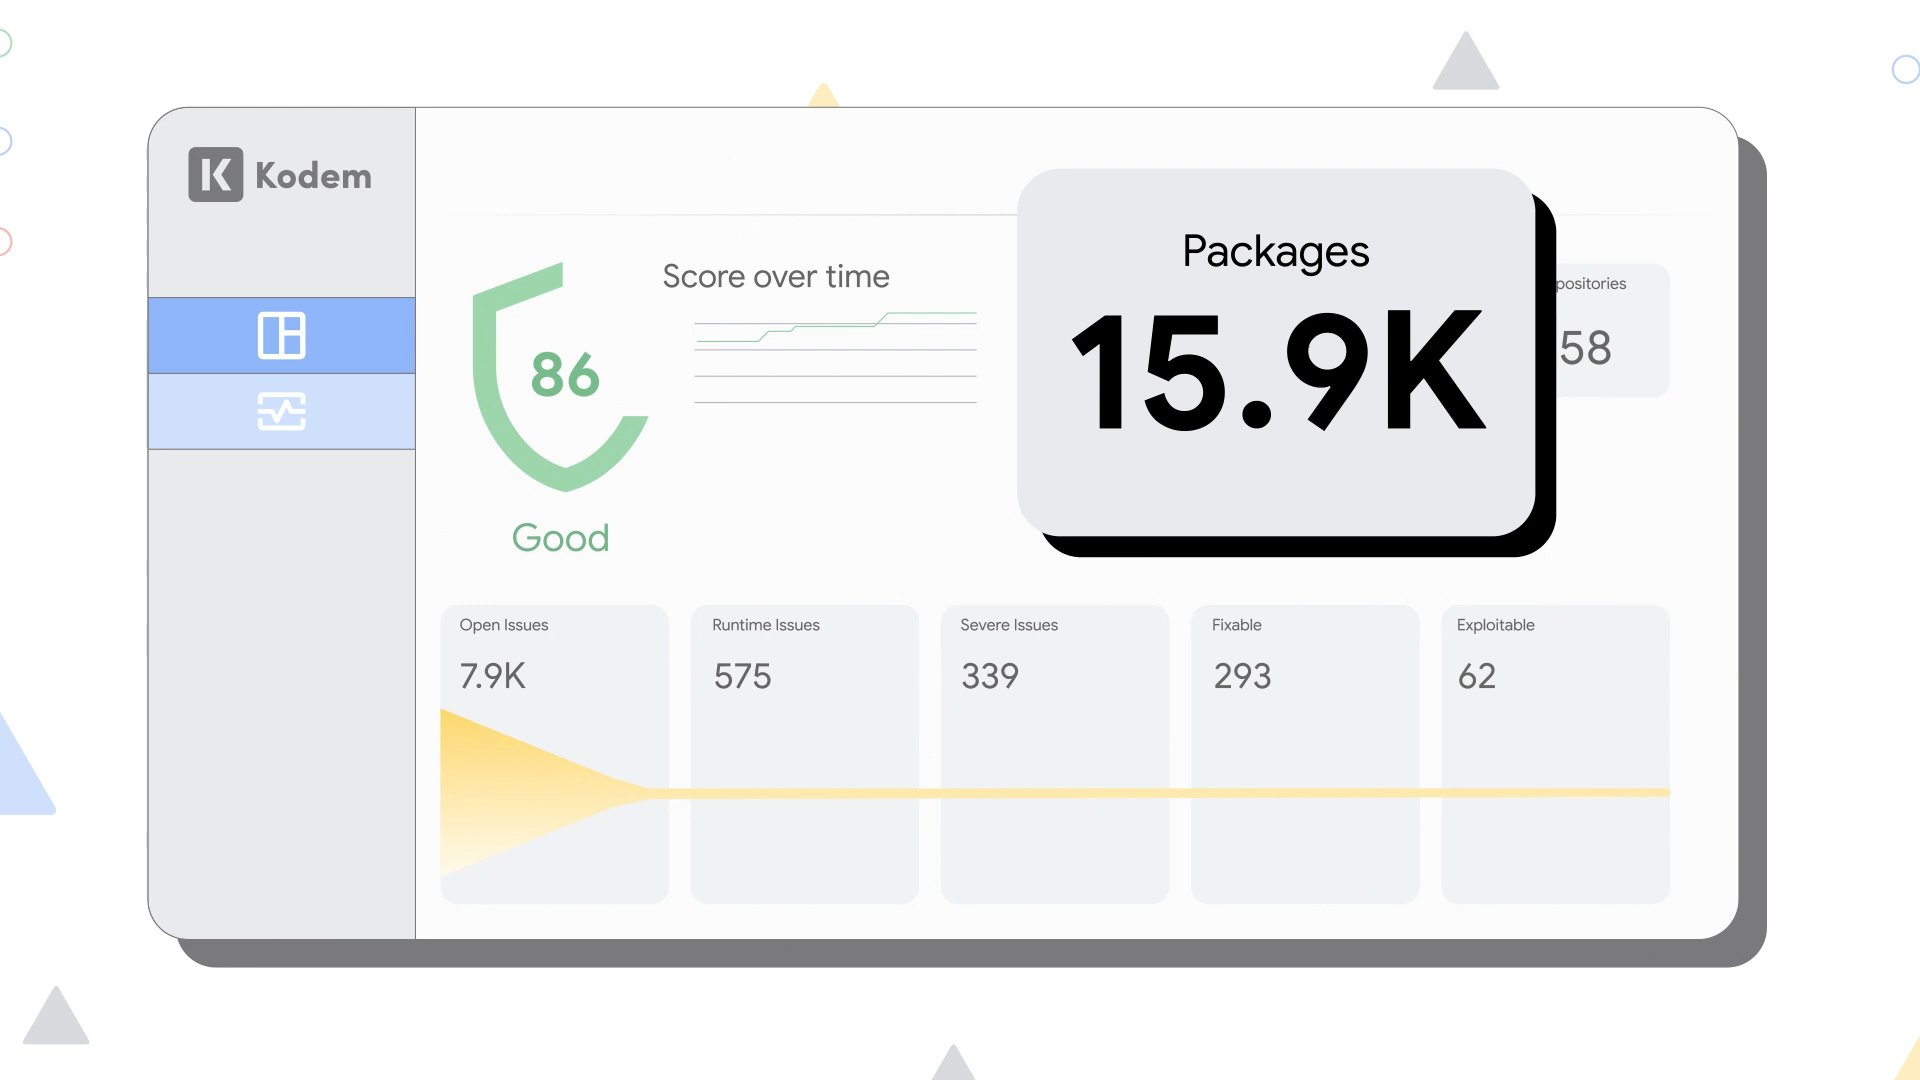 Kodem
Score over time
86
Good
Packages
15.9K
58
Open Issues
7.9K
Runtime Issues
575
Severe Issues
339
Fixable
293
Exploitable
62